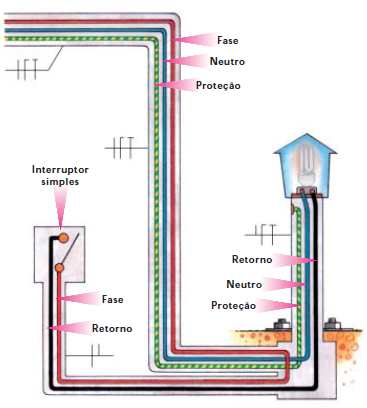 Fase
Neutro
Proteção
Interruptor
simples
Retorno
Neutro
Fase
Proteção
Retorno